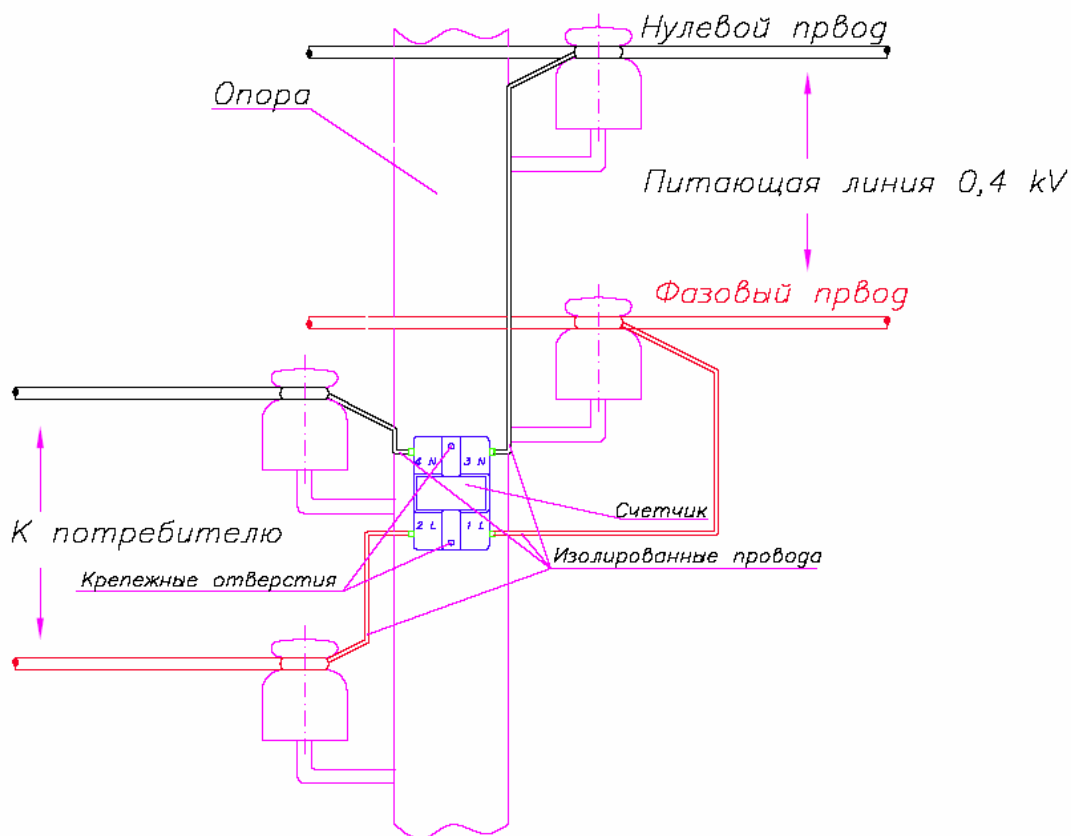 Нулевой првод
Опора
Питающая линия 0,4 kV
Фазовый првод
4 N
3 N
Счетчик
2 L
1 L
К потребителю
Изолированные провода
Крепежные отверстия